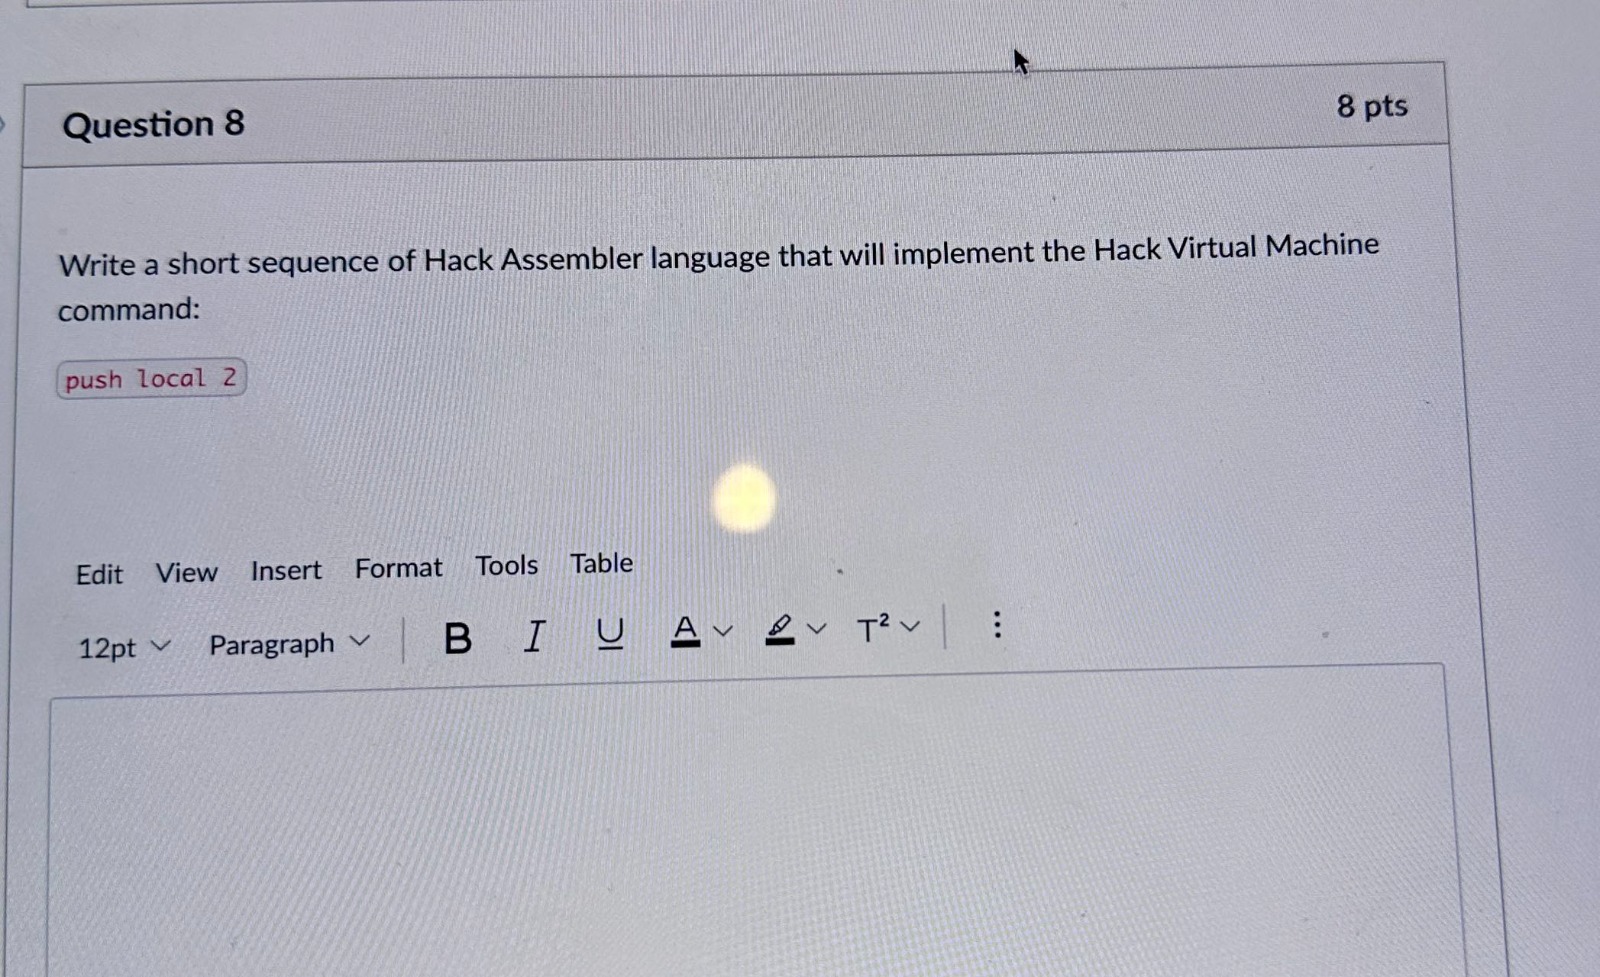 Question 8
8 pts
Write a short sequence of Hack Assembler language that will implement the Hack Virtual Machine
command:
push local 2
Edit View Insert Format Tools Table
12pt Paragraph B I U A T²